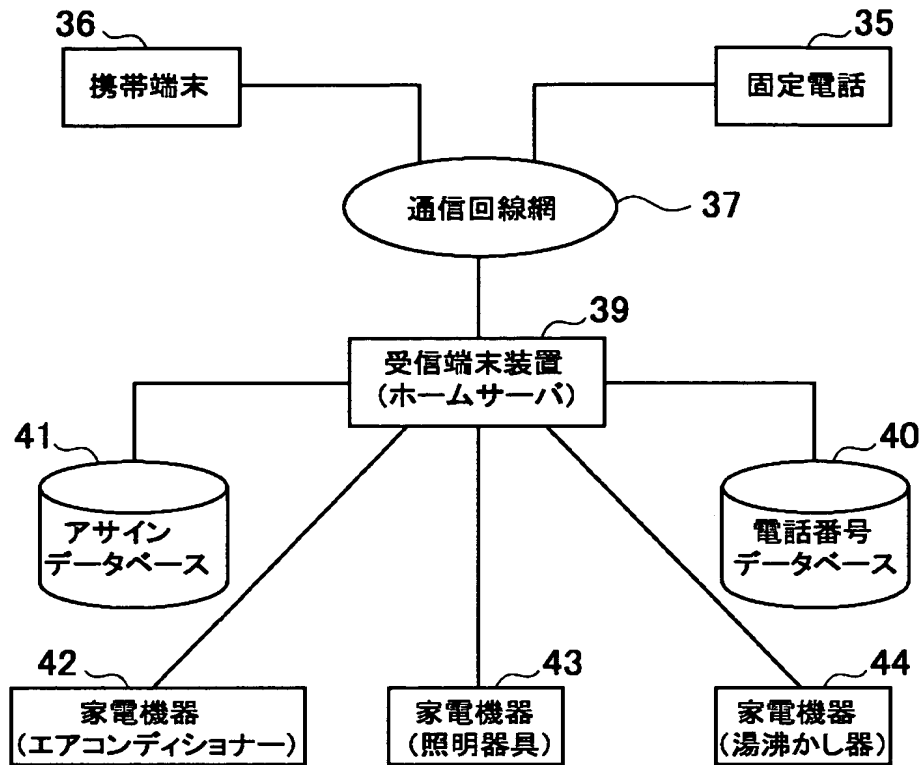 36
携帯端末
35
固定電話
通信回線網
37
39
受信端末装置
(ホームサーバ)
41
アサイン
データベース
40
電話番号
データベース
42
家電機器
(エアコンディショナー)
43
家電機器
(照明器具)
44
家電機器
(湯沸かし器)